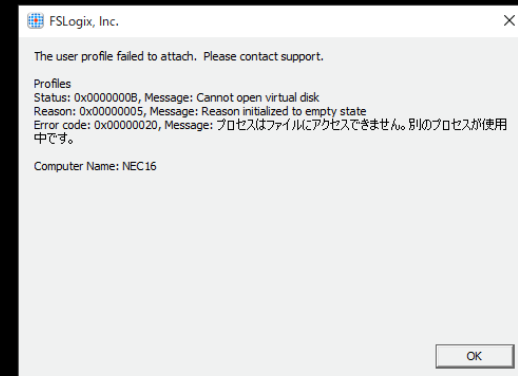 FSLogix, Inc.
The user profile failed to attach.  Please contact support.
Profiles
Status: 0x0000000B, Message: Cannot open virtual disk
Reason: 0x00000005, Message: Reason initialized to empty state
Error code: 0x00000020, Message: プロセスはファイルにアクセスできません。別のプロセスが使用
中です。
Computer Name: NEC16
OK